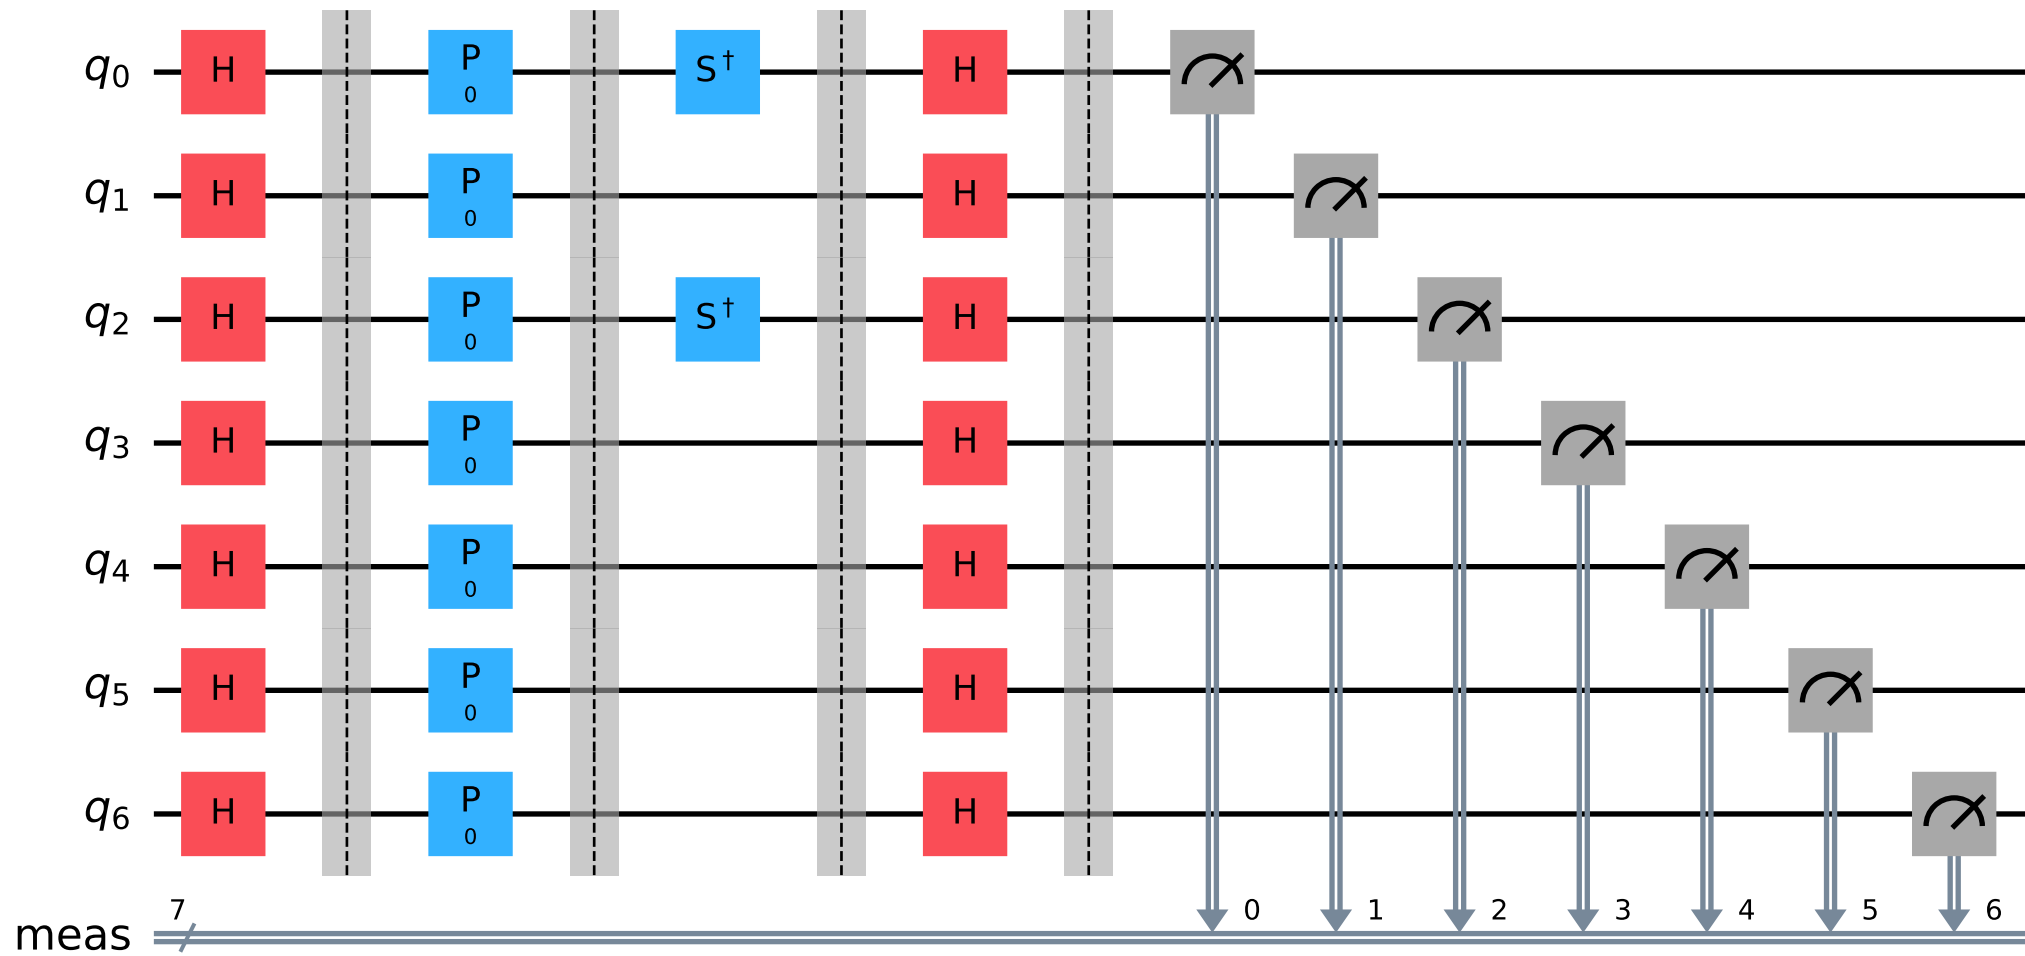 q0 H P 0 S† H
q1 H P 0 H
q2 H P 0 S† H
q3 H P 0 H
q4 H P 0 H
q5 H P 0 H
q6 H P 0 H
7 0 1 2 3 4 5 6
meas